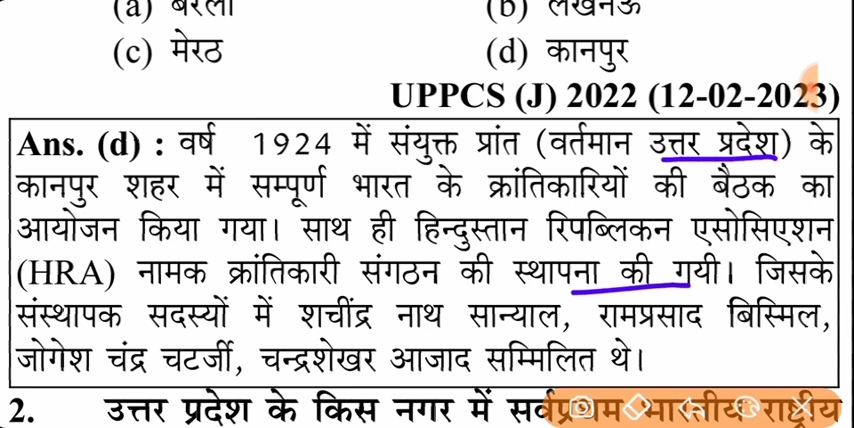 (a) बरेली (b) लखनऊ
(c) मेरठ (d) कानपुर
UPPCS (J) 2022 (12-02-2023)
Ans. (d) : वर्ष 1924 में संयुक्त प्रांत (वर्तमान उत्तर प्रदेश) के
कानपुर शहर में सम्पूर्ण भारत के क्रांतिकारियों की बैठक का
आयोजन किया गया। साथ ही हिन्दुस्तान रिपब्लिकन एसोसिएशन
(HRA) नामक क्रांतिकारी संगठन की स्थापना की गयी। जिसके
संस्थापक सदस्यों में शचींद्र नाथ सान्याल, रामप्रसाद बिस्मिल,
जोगेश चंद्र चटर्जी, चन्द्रशेखर आजाद सम्मिलित थे।
2. उत्तर प्रदेश के किस नगर में सर्वप्रथम भारतीय राष्ट्रीय